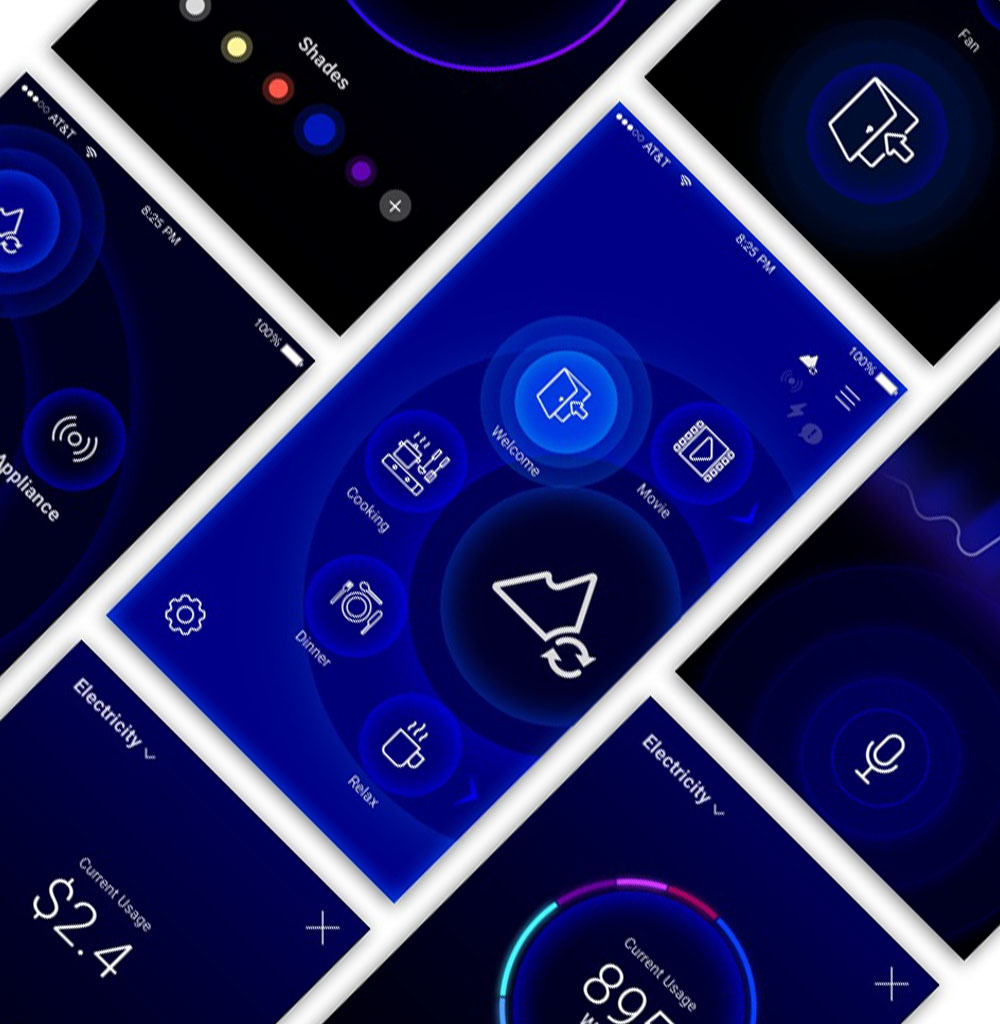 Shades
Fan
AT&T
8:25 PM
100%
Appliance
AT&T
8:25 PM
100%
Welcome
Movie
Cooking
Dinner
Relax
Electricity
Current Usage
$2.4
Electricity
Current Usage